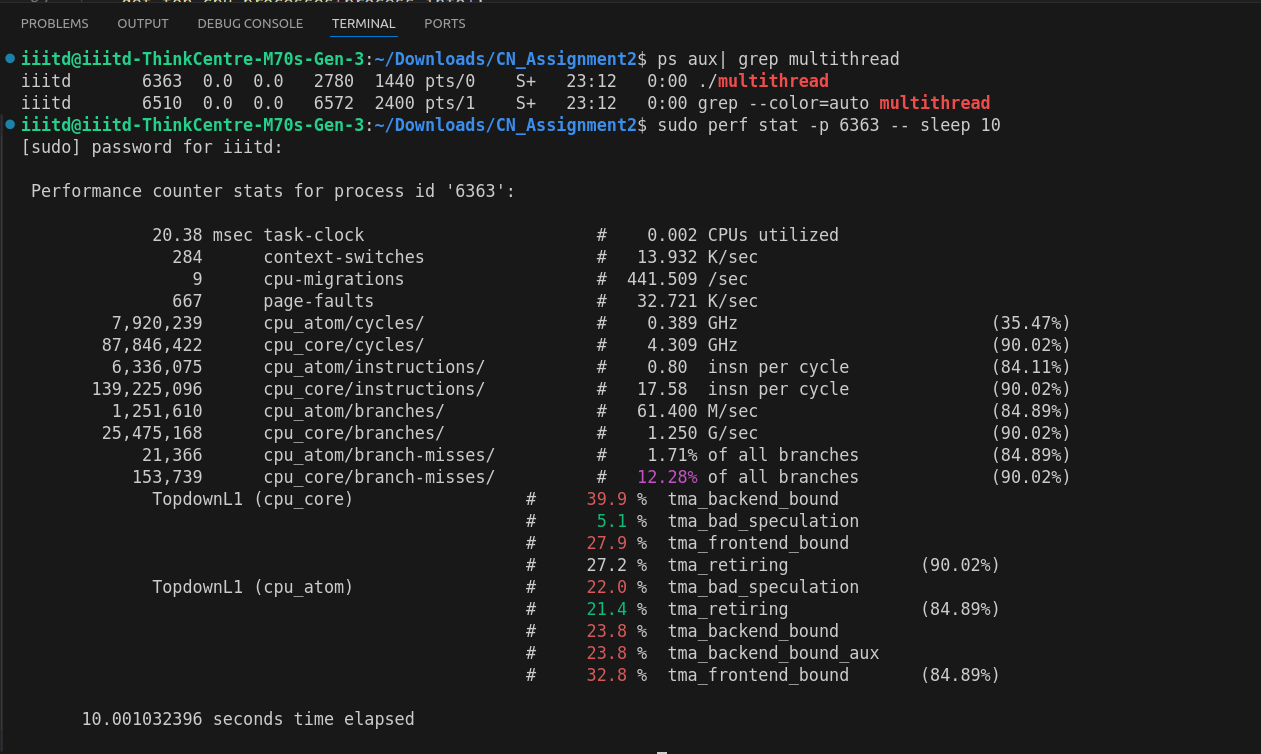 PROBLEMS OUTPUT DEBUG CONSOLE TERMINAL PORTS
iiitd@iiitd-ThinkCentre-M70s-Gen-3:~/Downloads/CN_Assignment2$ ps aux| grep multithread
iiitd 6363 0.0 0.0 2780 1440 pts/0 S+ 23:12 0:00 ./multithread
iiitd 6510 0.0 0.0 6572 2400 pts/1 S+ 23:12 0:00 grep --color=auto multithread
iiitd@iiitd-ThinkCentre-M70s-Gen-3:~/Downloads/CN_Assignment2$ sudo perf stat -p 6363 -- sleep 10
[sudo] password for iiitd:
Performance counter stats for process id '6363':
20.38 msec task-clock # 0.002 CPUs utilized
284 context-switches # 13.932 K/sec
9 cpu-migrations # 441.509 /sec
667 page-faults # 32.721 K/sec
7,920,239 cpu_atom/cycles/ # 0.389 GHz (35.47%)
87,846,422 cpu_core/cycles/ # 4.309 GHz (90.02%)
6,336,075 cpu_atom/instructions/ # 0.80 insn per cycle (84.11%)
139,225,096 cpu_core/instructions/ # 17.58 insn per cycle (90.02%)
1,251,610 cpu_atom/branches/ # 61.400 M/sec (84.89%)
25,475,168 cpu_core/branches/ # 1.250 G/sec (90.02%)
21,366 cpu_atom/branch-misses/ # 1.71% of all branches (84.89%)
153,739 cpu_core/branch-misses/ # 12.28% of all branches (90.02%)
TopdownL1 (cpu_core) # 39.9 % tma_backend_bound
# 5.1 % tma_bad_speculation
# 27.9 % tma_frontend_bound
# 27.2 % tma_retiring (90.02%)
TopdownL1 (cpu_atom) # 22.0 % tma_bad_speculation
# 21.4 % tma_retiring (84.89%)
# 23.8 % tma_backend_bound
# 23.8 % tma_backend_bound_aux
# 32.8 % tma_frontend_bound (84.89%)
10.001032396 seconds time elapsed